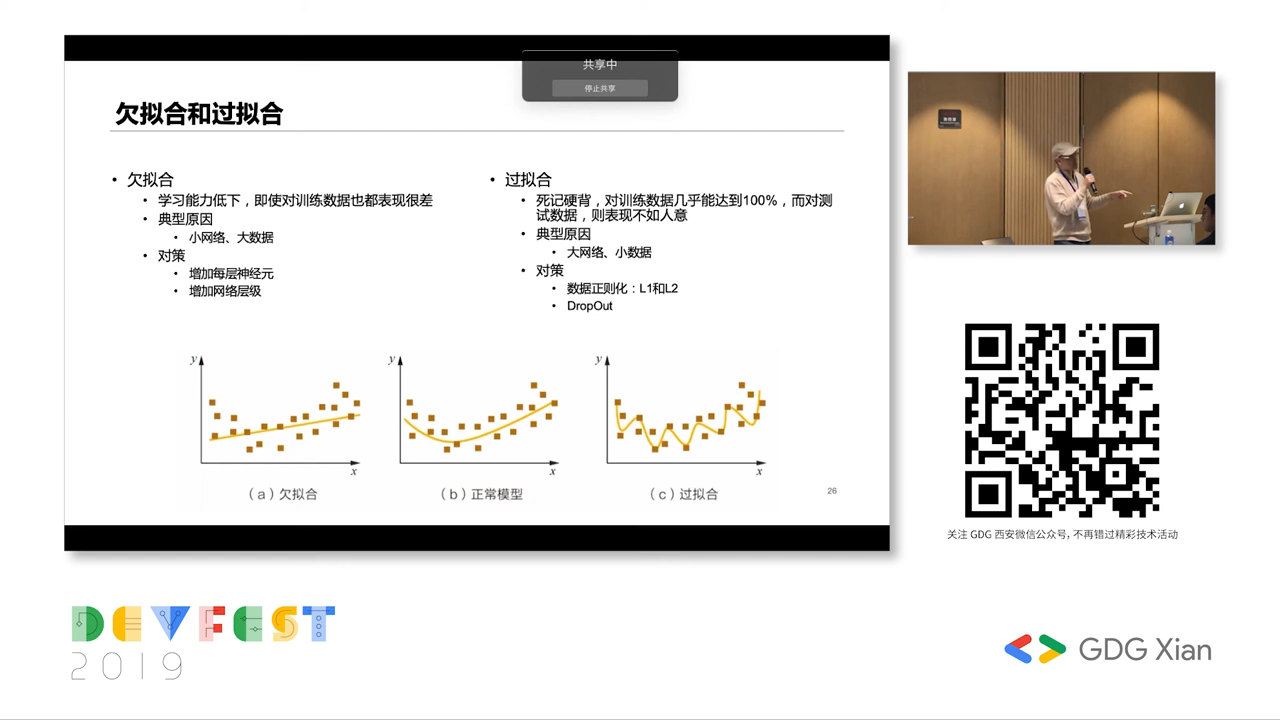 共享中
停止共享
欠拟合和过拟合
• 欠拟合
• 学习能力低下，即使对训练数据也都表现很差
• 典型原因
• 小网络、大数据
• 对策
• 增加每层神经元
• 增加网络层级
• 过拟合
• 死记硬背，对训练数据几乎能达到100%，而对测
试数据，则表现不如人意
• 典型原因
• 大网络、小数据
• 对策
• 数据正则化：L1和L2
• DropOut
y
x
（a）欠拟合
y
x
（b）正常模型
y
x
（c）过拟合
26
关注 GDG 西安微信公众号, 不再错过精彩技术活动
DEVFEST
2019
GDG Xian